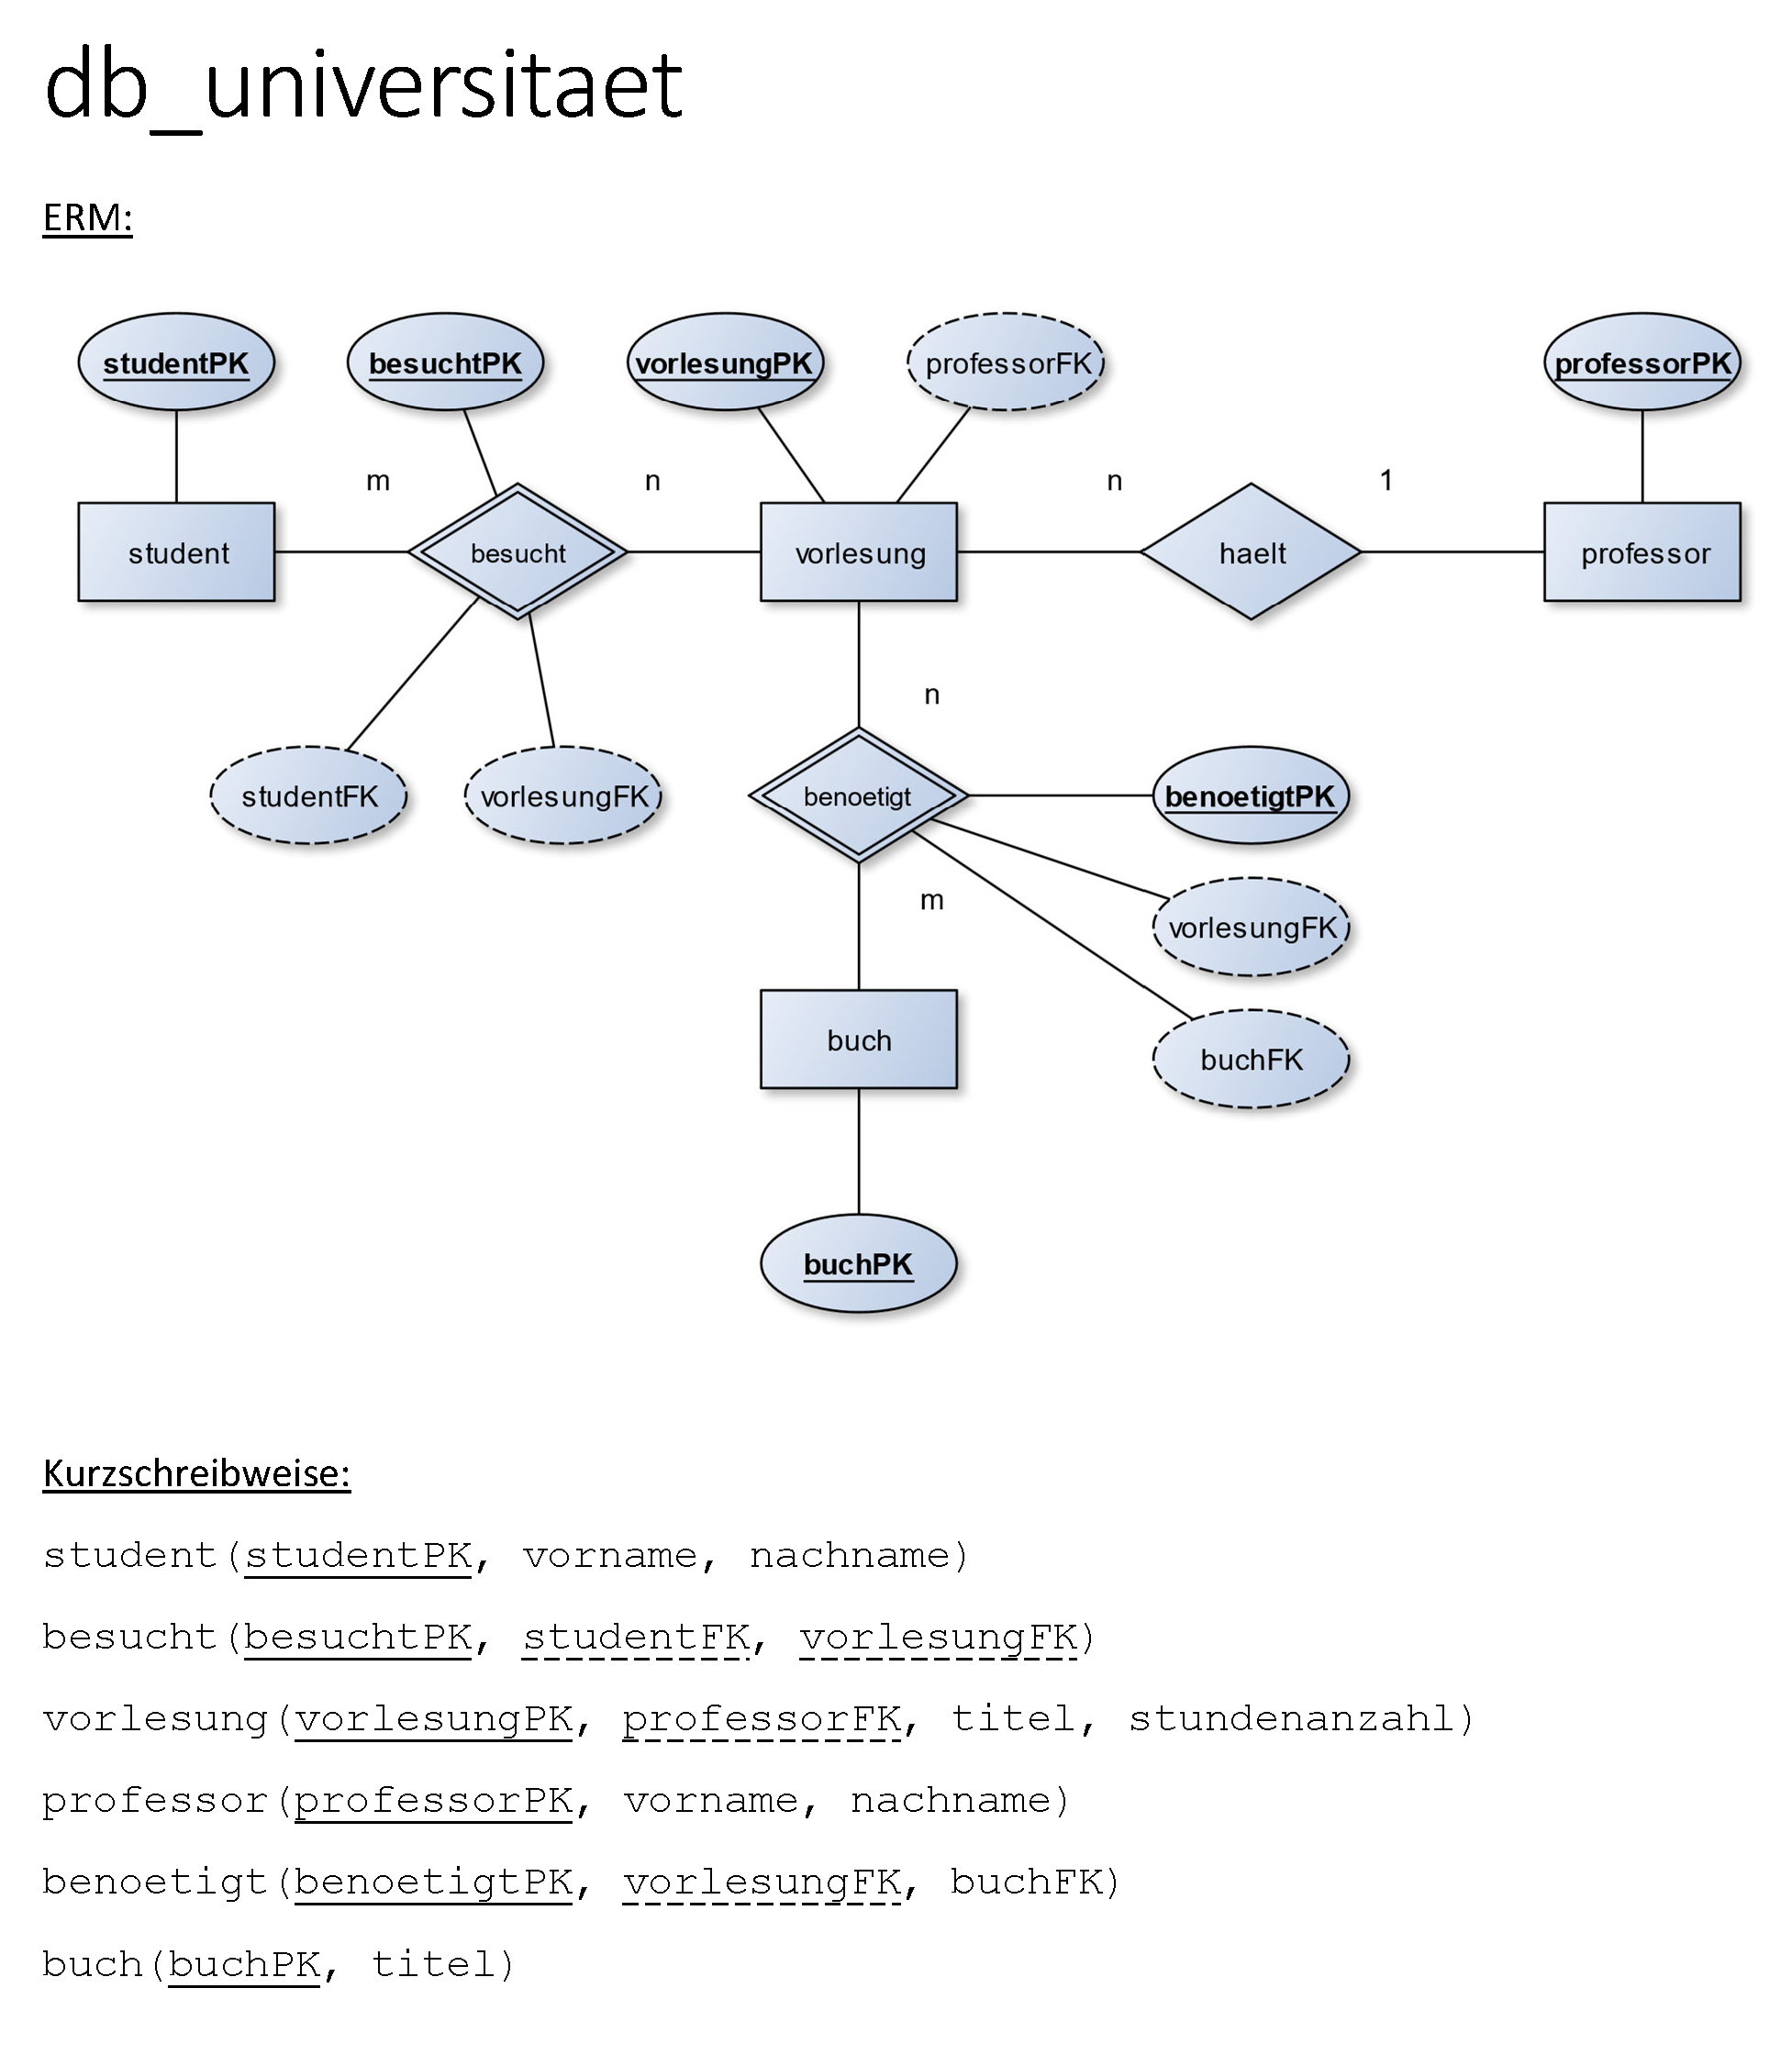 db_universitaet
ERM:
studentPK
besuchtPK
vorlesungPK
professorFK
professorPK
m
n
n
1
student
besucht
vorlesung
haelt
professor
n
studentFK
vorlesungFK
benoetigt
benoetigtPK
m
vorlesungFK
buch
buchFK
buchPK
Kurzschreibweise:
student(studentPK, vorname, nachname)
besucht(besuchtPK, studentFK, vorlesungFK)
vorlesung(vorlesungPK, professorFK, titel, stundenanzahl)
professor(professorPK, vorname, nachname)
benoetigt(benoetigtPK, vorlesungFK, buchFK)
buch(buchPK, titel)